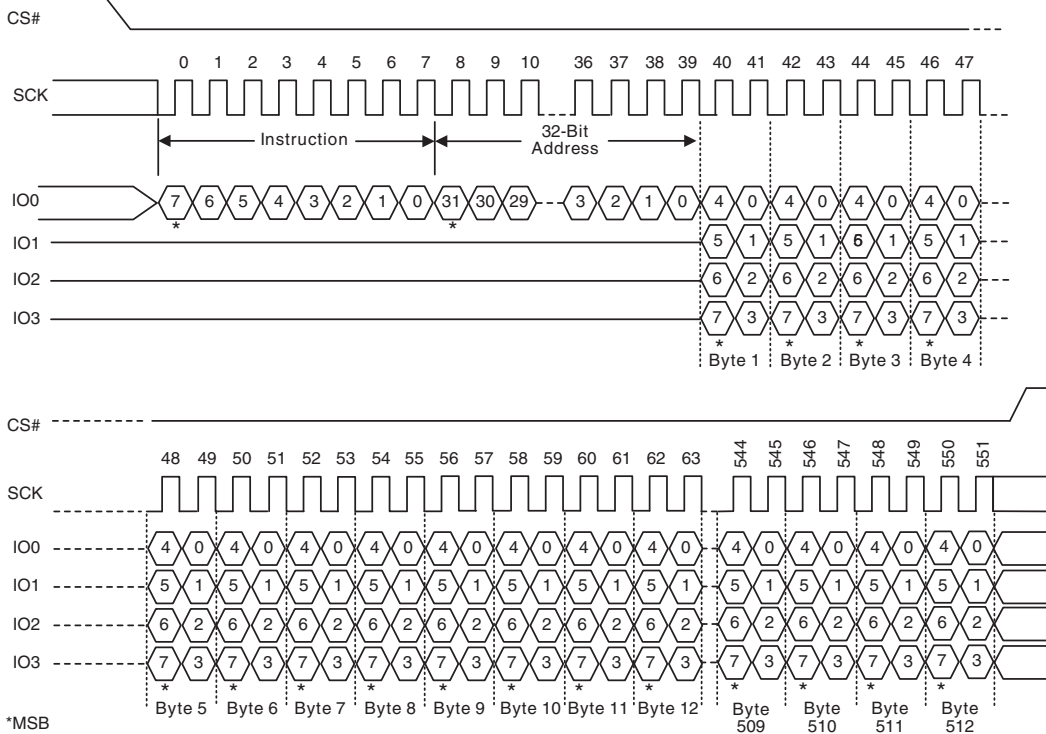 CS#
0 1 2 3 4 5 6 7 8 9 10 36 37 38 39 40 41 42 43 44 45 46 47
SCK
Instruction
32-Bit
Address
IO0 7 6 5 4 3 2 1 0 31 30 29 3 2 1 0 4 0 4 0 4 0 4 0
* *
IO1 5 1 5 1 6 1 5 1
IO2 6 2 6 2 6 2 6 2
IO3 7 3 7 3 7 3 7 3
* * * *
Byte 1 Byte 2 Byte 3 Byte 4
CS#
48 49 50 51 52 53 54 55 56 57 58 59 60 61 62 63 544 545 546 547 548 549 550 551
SCK
IO0 4 0 4 0 4 0 4 0 4 0 4 0 4 0 4 0 4 0 4 0 4 0 4 0
IO1 5 1 5 1 5 1 5 1 5 1 5 1 5 1 5 1 5 1 5 1 5 1 5 1
IO2 6 2 6 2 6 2 6 2 6 2 6 2 6 2 6 2 6 2 6 2 6 2 6 2
IO3 7 3 7 3 7 3 7 3 7 3 7 3 7 3 7 3 7 3 7 3 7 3 7 3
* * * * * * * * * * * *
Byte 5 Byte 6 Byte 7 Byte 8 Byte 9 Byte 10 Byte 11 Byte 12 Byte Byte Byte Byte
509 510 511 512
*MSB